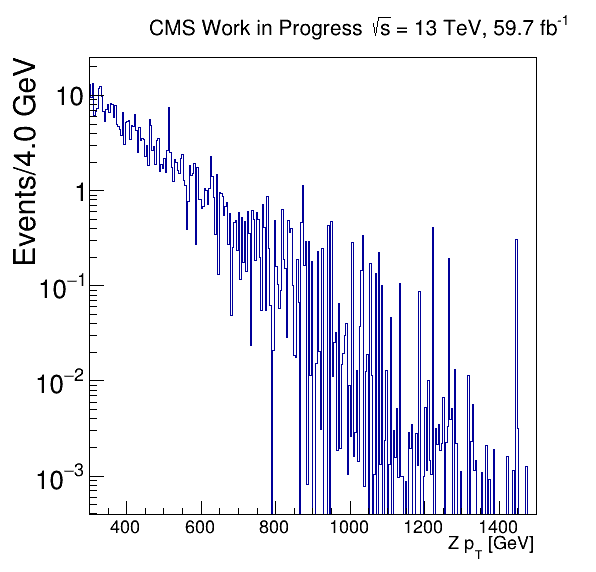 CMS Work in Progress √s = 13 TeV, 59.7 fb⁻¹
Events/4.0 GeV
10
1
10⁻¹
10⁻²
10⁻³
400 600 800 1000 1200 1400
Z p_T [GeV]